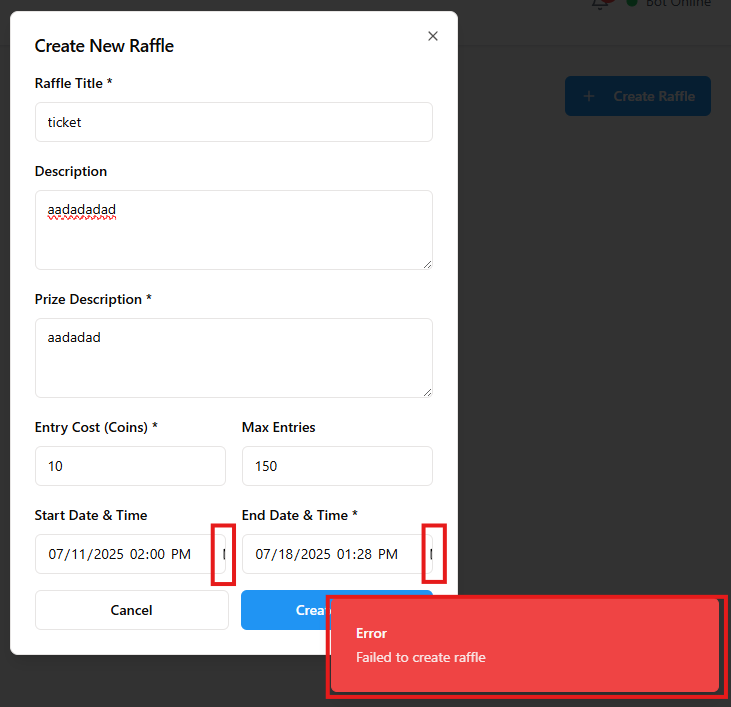 Bot Online
Create New Raffle
Raffle Title *
ticket
Create Raffle
Description
aadadadad
Prize Description *
aadadad
Entry Cost (Coins) *
Max Entries
10
150
Start Date & Time
End Date & Time *
07/11/2025 02:00 PM
07/18/2025 01:28 PM
Cancel
Error
Failed to create raffle